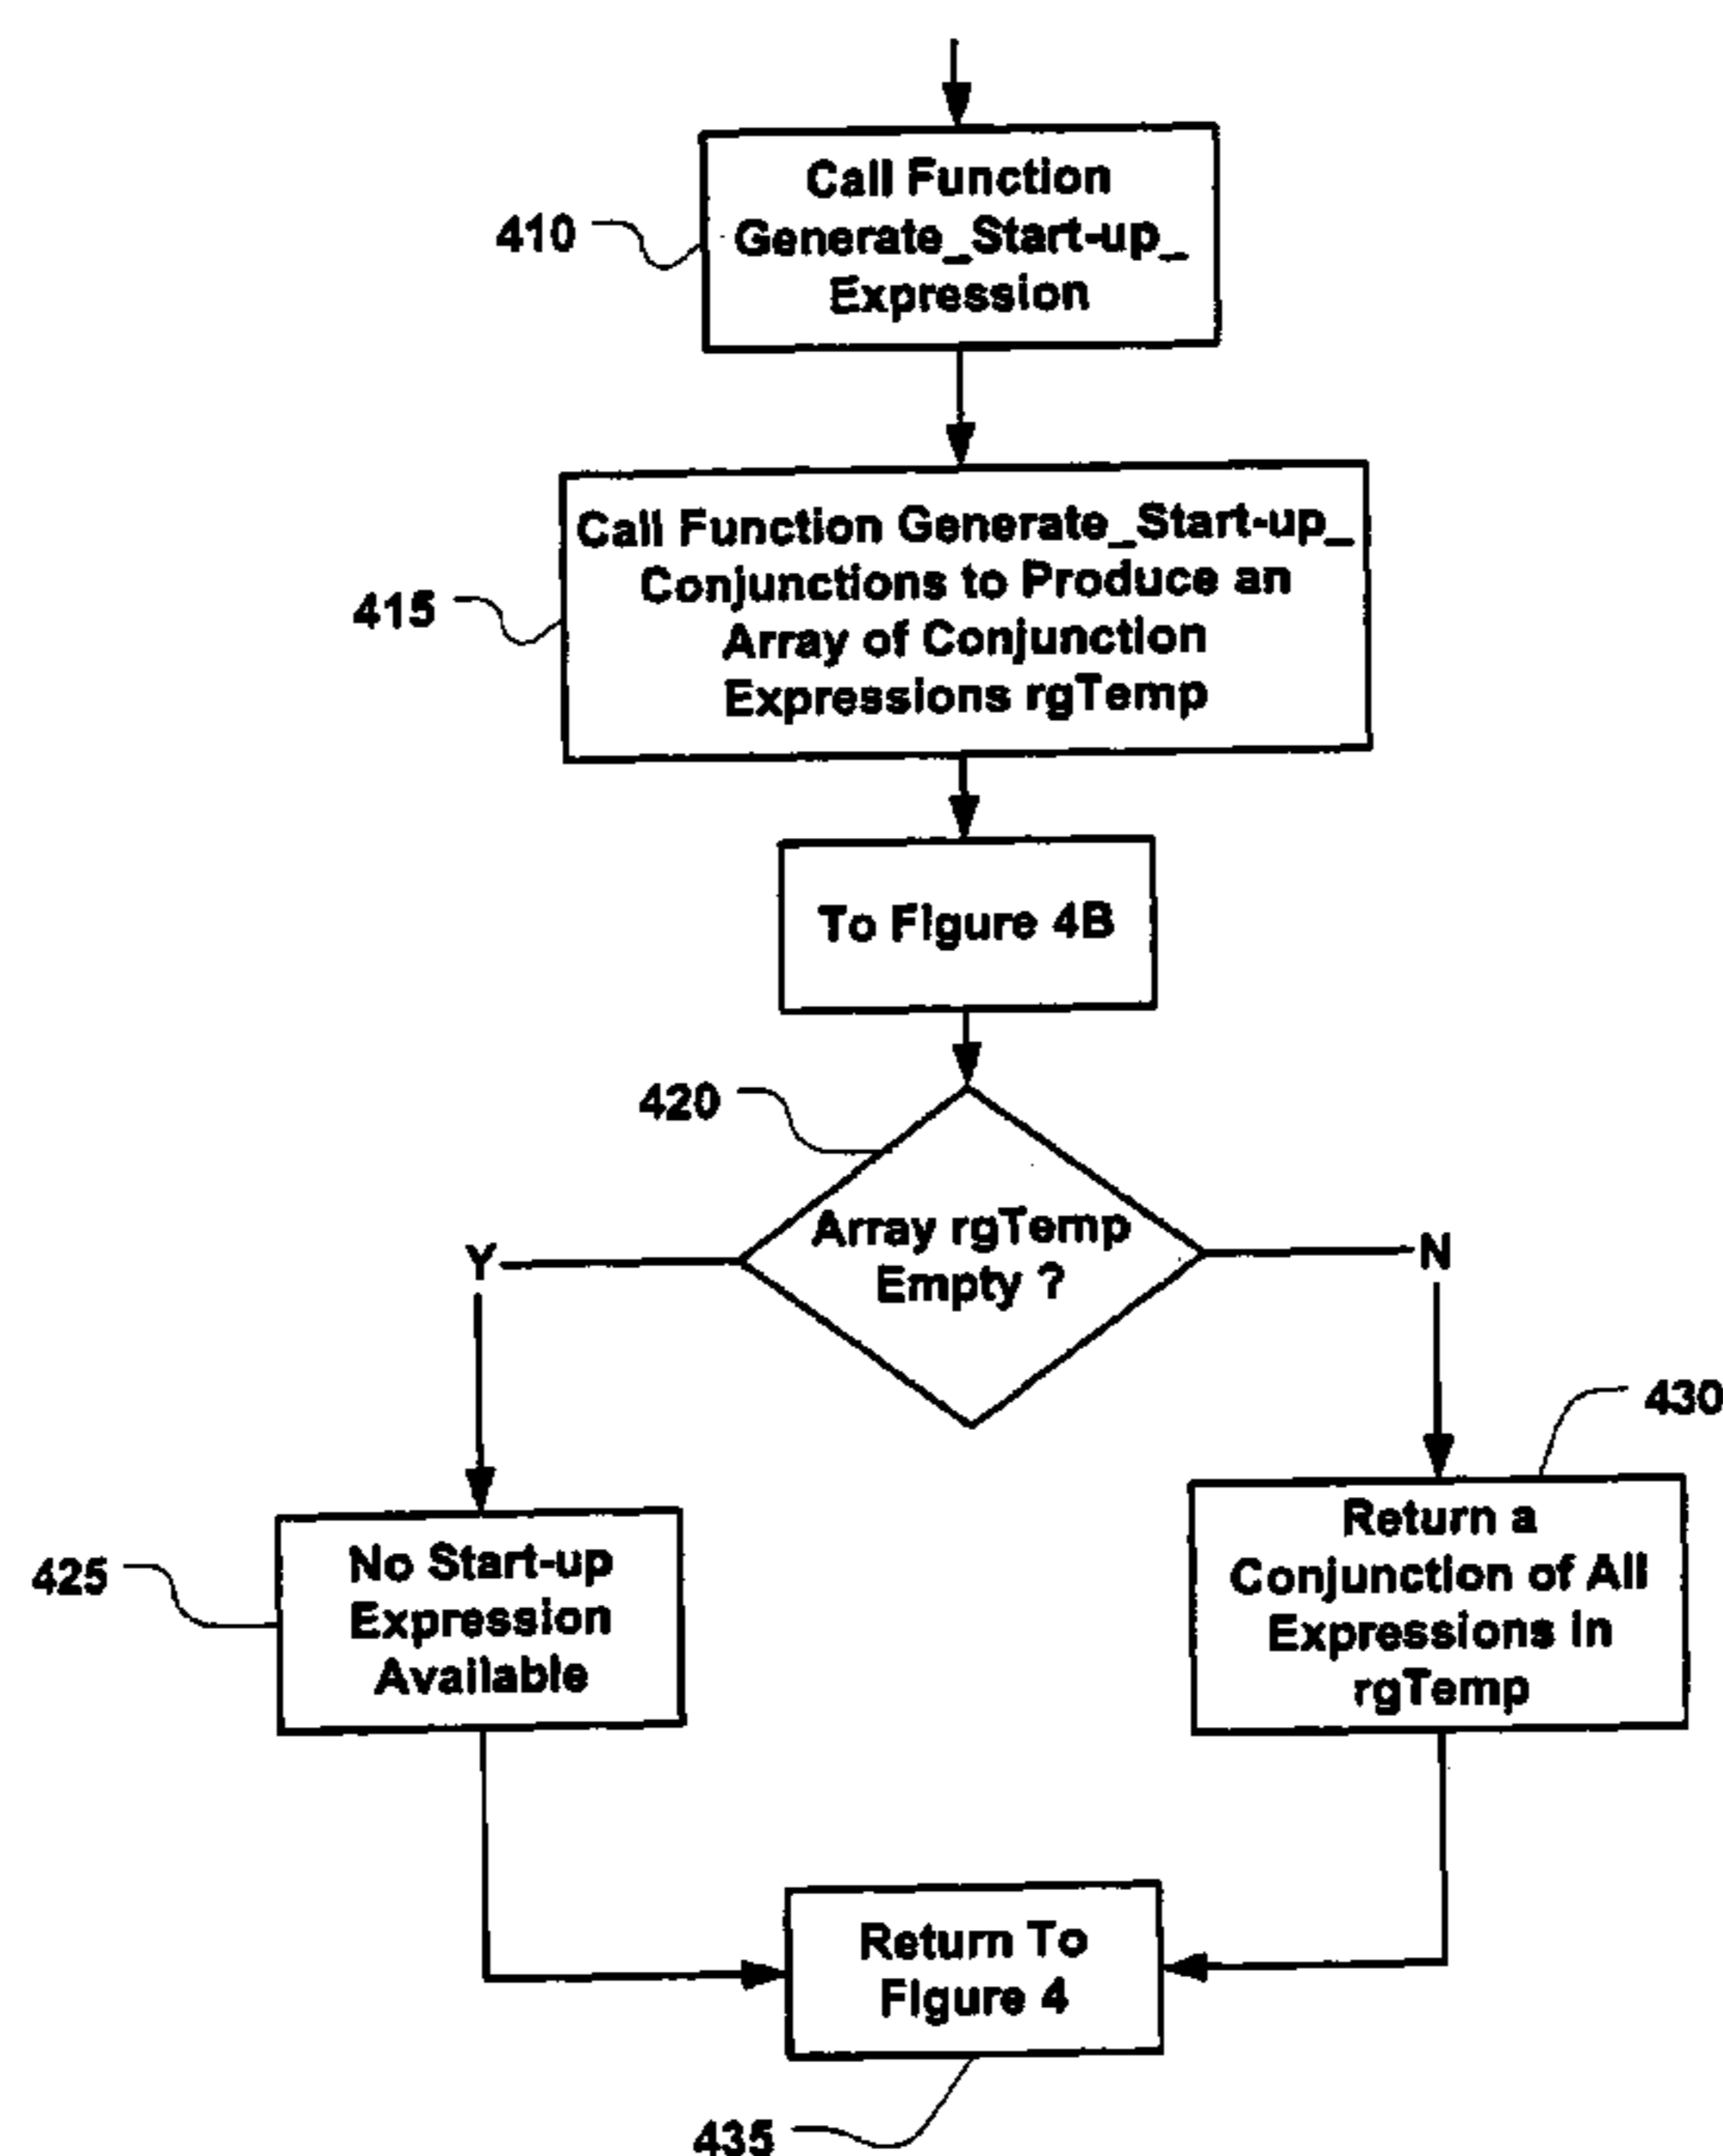 Call Function
410
Generate_Start-up_
Expression
Call Function Generate_Start-up_
Conjunctions to Produce an
415
Array of Conjunction
Expressions rgTemp
To Figure 4B
420
Array rgTemp
Empty ?
Y
N
430
Return a
Conjunction of All
Expressions in
rgTemp
425
No Start-up
Expression
Available
Return To
Figure 4
435